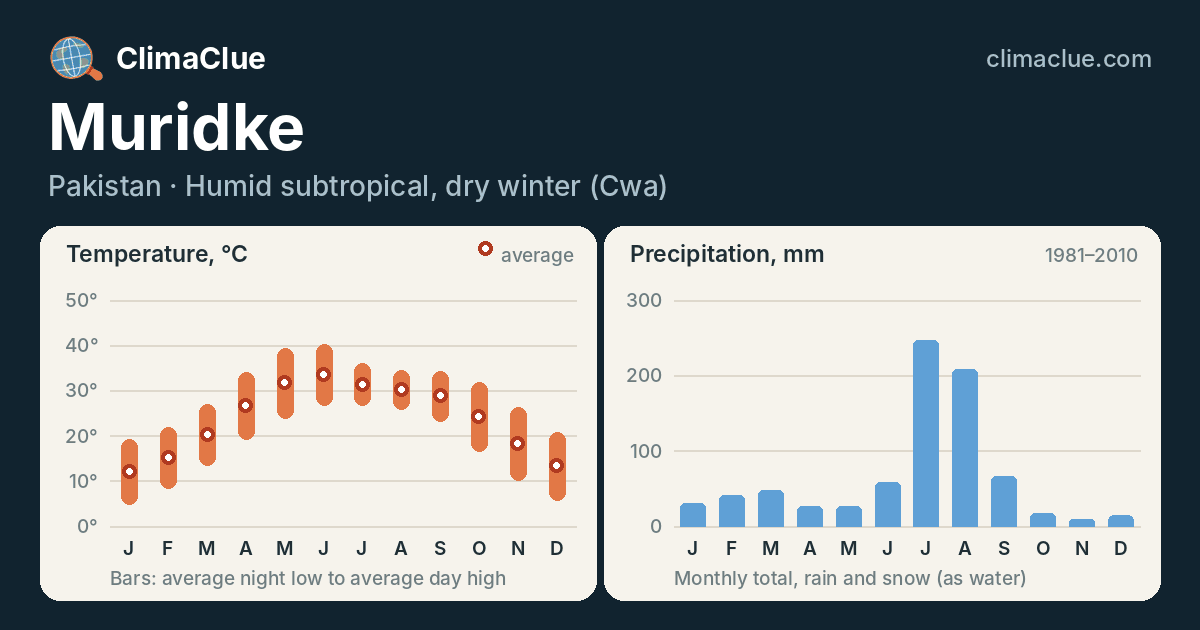 ClimaClue
climaclue.com
Muridke
Pakistan · Humid subtropical, dry winter (Cwa)
Temperature, °C
average
50°
40°
30°
20°
10°
0°
J F M A M J J A S O N D
Bars: average night low to average day high
Precipitation, mm
1981–2010
300
200
100
0
J F M A M J J A S O N D
Monthly total, rain and snow (as water)